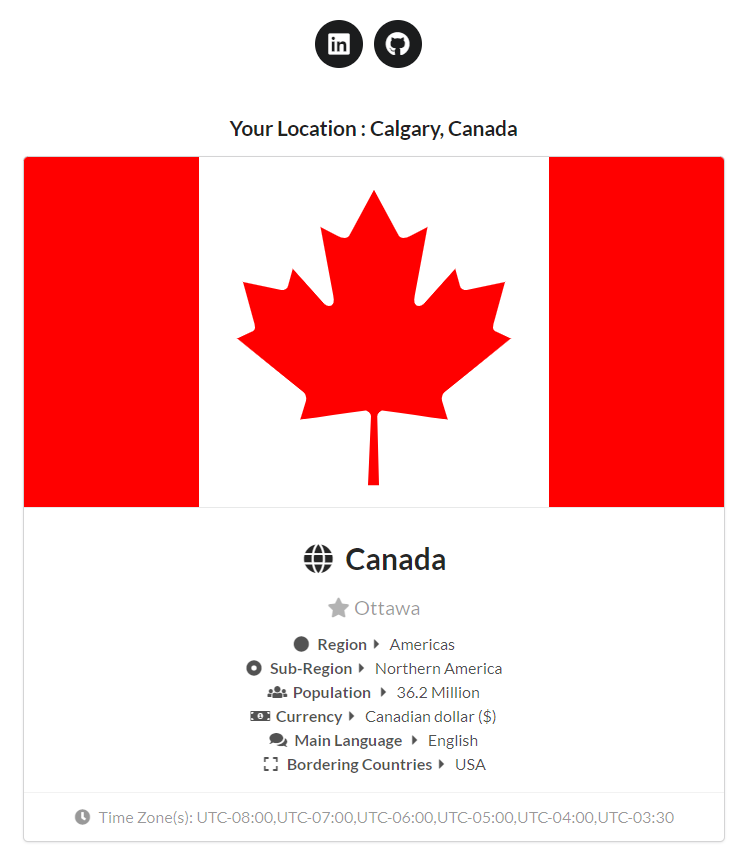 in
Your Location : Calgary, Canada
Canada
Ottawa
Region Americas
Sub-Region Northern America
Population 36.2 Million
Currency Canadian dollar ($)
Main Language English
Bordering Countries USA
Time Zone(s): UTC-08:00,UTC-07:00,UTC-06:00,UTC-05:00,UTC-04:00,UTC-03:30